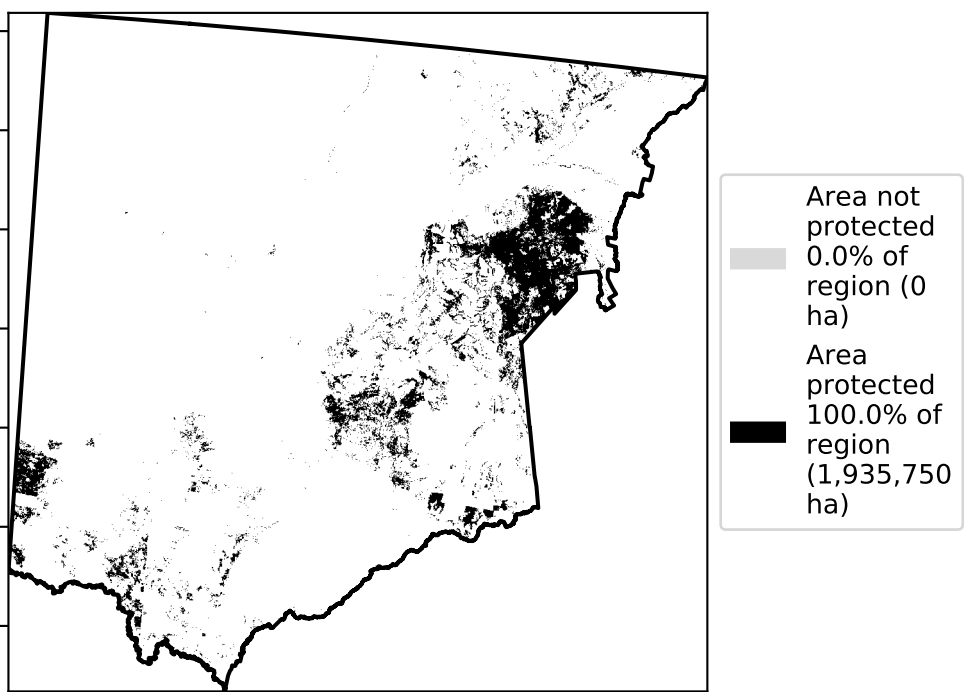 Area not
protected
0.0% of
region (0
ha)
Area
protected
100.0% of
region
(1,935,750
ha)